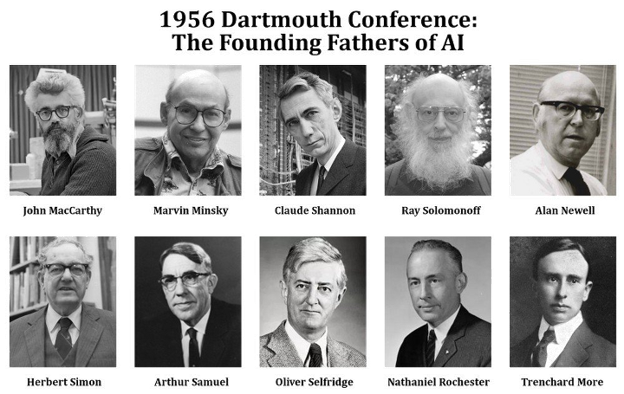 1956 Dartmouth Conference:
The Founding Fathers of AI
John MacCarthy
Marvin Minsky
Claude Shannon
Ray Solomonoff
Alan Newell
Herbert Simon
Arthur Samuel
Oliver Selfridge
Nathaniel Rochester
Trenchard More